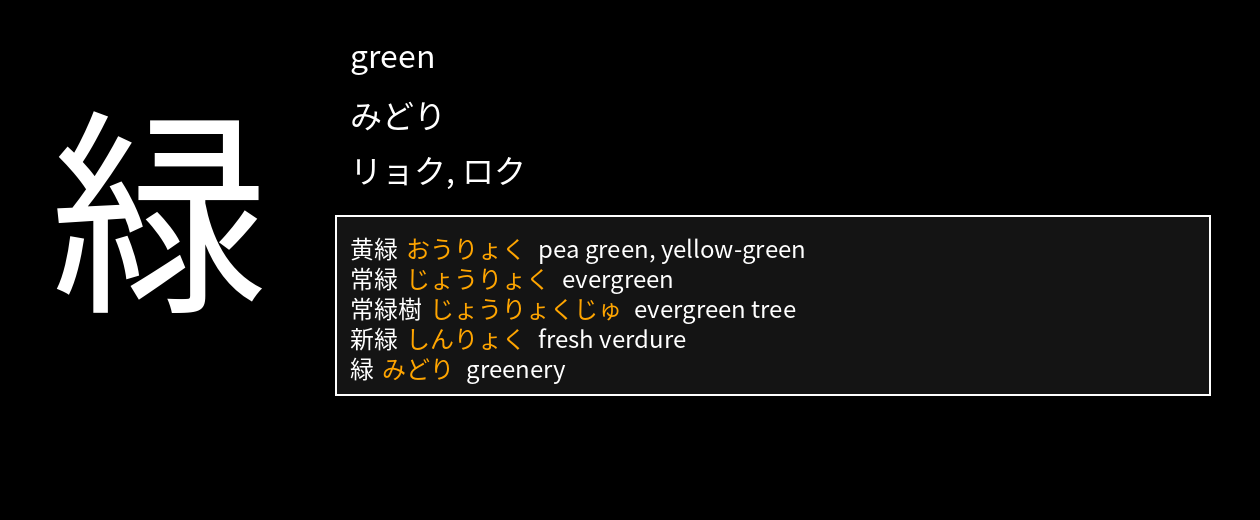 緑
green
みどり
リョク, ロク
黄緑 おうりょく pea green, yellow-green
常緑 じょうりょく evergreen
常緑樹 じょうりょくじゅ evergreen tree
新緑 しんりょく fresh verdure
緑 みどり greenery